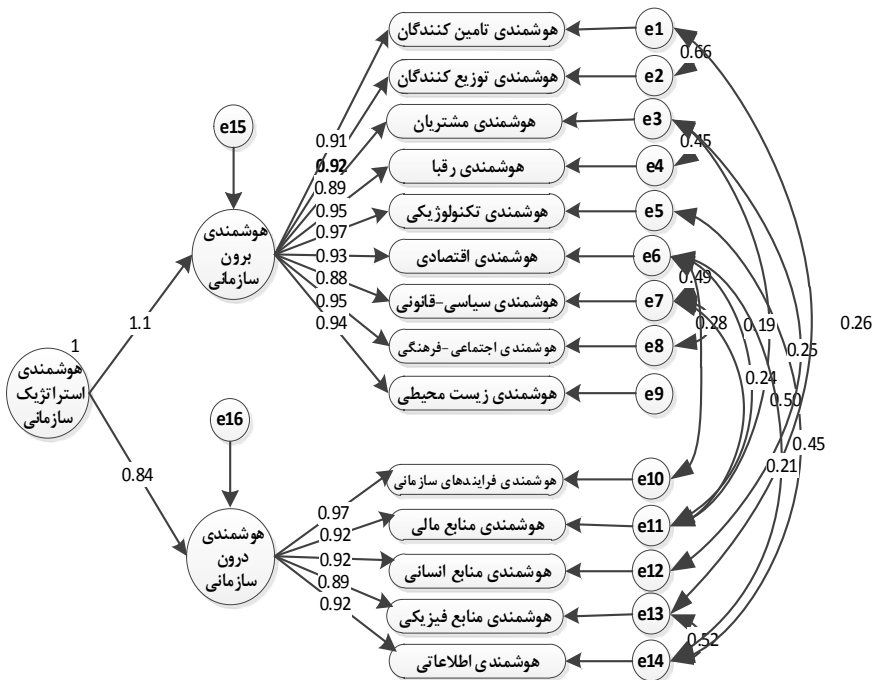 هوشمندی تامین کنندگان
e1
0.66
هوشمندی توزیع کنندگان
e2
e15
هوشمندی مشتریان
e3
0.91
0.45
0.92
هوشمندی رقبا
e4
0.89
0.95
هوشمندی تکنولوژیکی
e5
0.97
هوشمندی
برون
سازمانی
0.93
هوشمندی اقتصادی
e6
0.88
0.49
0.95
هوشمندی سیاسی-قانونی
e7
0.94
0.28
0.19
0.26
1.1
هوشمندی اجتماعی-فرهنگی
e8
0.25
1
هوشمندی
استراتژیک
سازمانی
0.24
هوشمندی زیست محیطی
e9
0.50
e16
0.45
0.84
0.21
هوشمندی فرایندهای سازمانی
e10
0.97
هوشمندی منابع مالی
e11
0.92
هوشمندی
درون
سازمانی
0.92
هوشمندی منابع انسانی
e12
0.89
0.92
هوشمندی منابع فیزیکی
e13
0.52
هوشمندی اطلاعاتی
e14